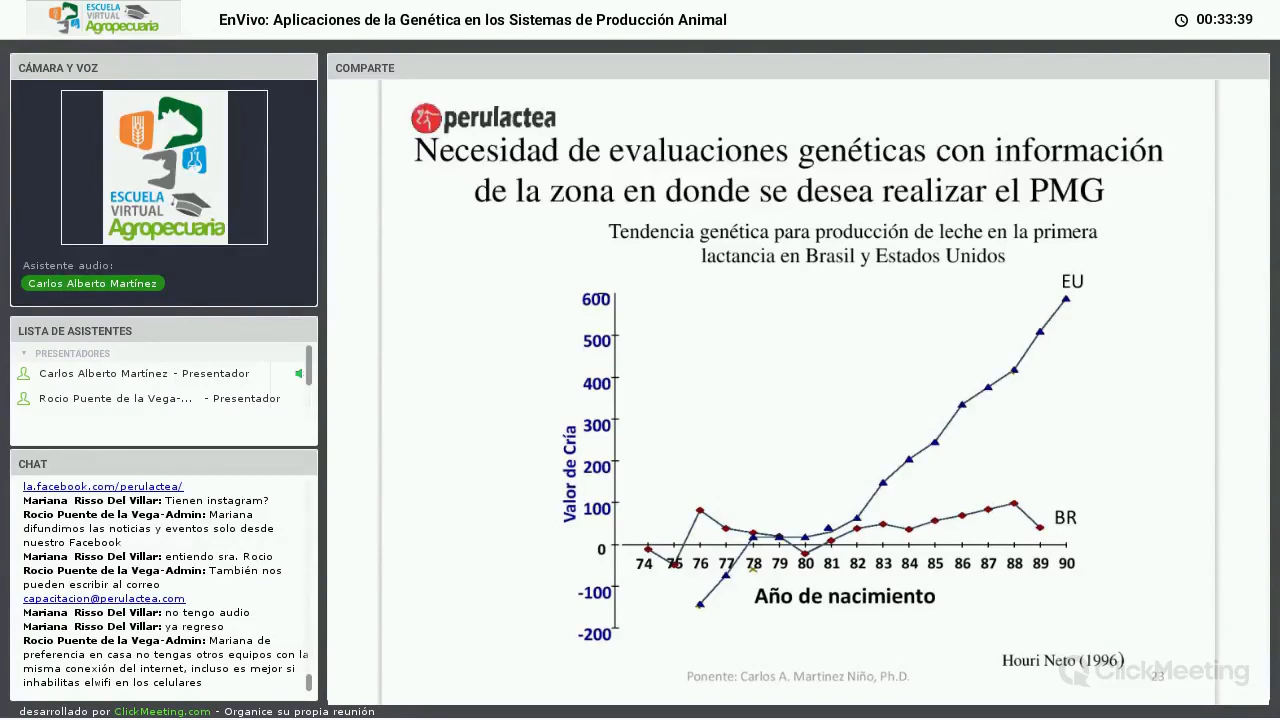 ESCUELA
VIRTUAL
Agropecuaria
EnVivo: Aplicaciones de la Genética en los Sistemas de Producción Animal
00:33:39
CÁMARA Y VOZ
ESCUELA
VIRTUAL
Agropecuaria
Asistente audio:
Carlos Alberto Martínez
LISTA DE ASISTENTES
PRESENTADORES
Carlos Alberto Martínez - Presentador
Rocio Puente de la Vega-... - Presentador
CHAT
la.facebook.com/perulactea/
Mariana Risso Del Villar: Tienen instagram?
Rocio Puente de la Vega-Admin: Mariana
difundimos las noticias y eventos solo desde
nuestro Facebook
Mariana Risso Del Villar: entiendo sra. Rocio
Rocio Puente de la Vega-Admin: También nos
pueden escribir al correo
capacitacion@perulactea.com
Mariana Risso Del Villar: no tengo audio
Mariana Risso Del Villar: ya regreso
Rocio Puente de la Vega-Admin: Mariana de
preferencia en casa no tengas otros equipos con la
misma conexión del internet, incluso es mejor si
inhabilitas elvifi en los celulares
desarrollado por ClickMeeting.com - Organice su propia reunión
COMPARTE
perulactea
Necesidad de evaluaciones genéticas con información
de la zona en donde se desea realizar el PMG
Tendencia genética para producción de leche en la primera
lactancia en Brasil y Estados Unidos
EU
600
500
400
300
200
100
0
-100
-200
Valor de Cría
BR
74 75 76 77 78 79 80 81 82 83 84 85 86 87 88 89 90
Año de nacimiento
Houri Neto (1996)
Ponente: Carlos A. Martinez Niño, Ph.D.
23
ClickMeeting